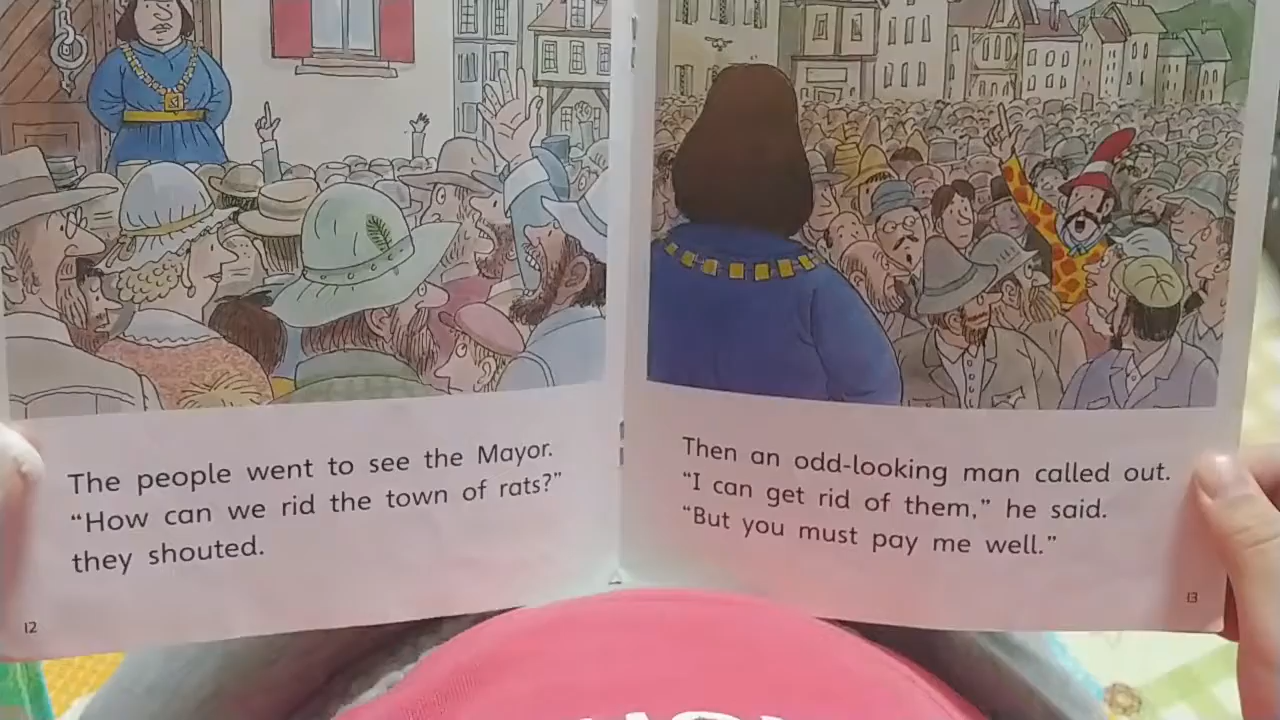 The people went to see the Mayor.
“How can we rid the town of rats?”
they shouted.
12
Then an odd-looking man called out.
“I can get rid of them,” he said.
“But you must pay me well.”
13